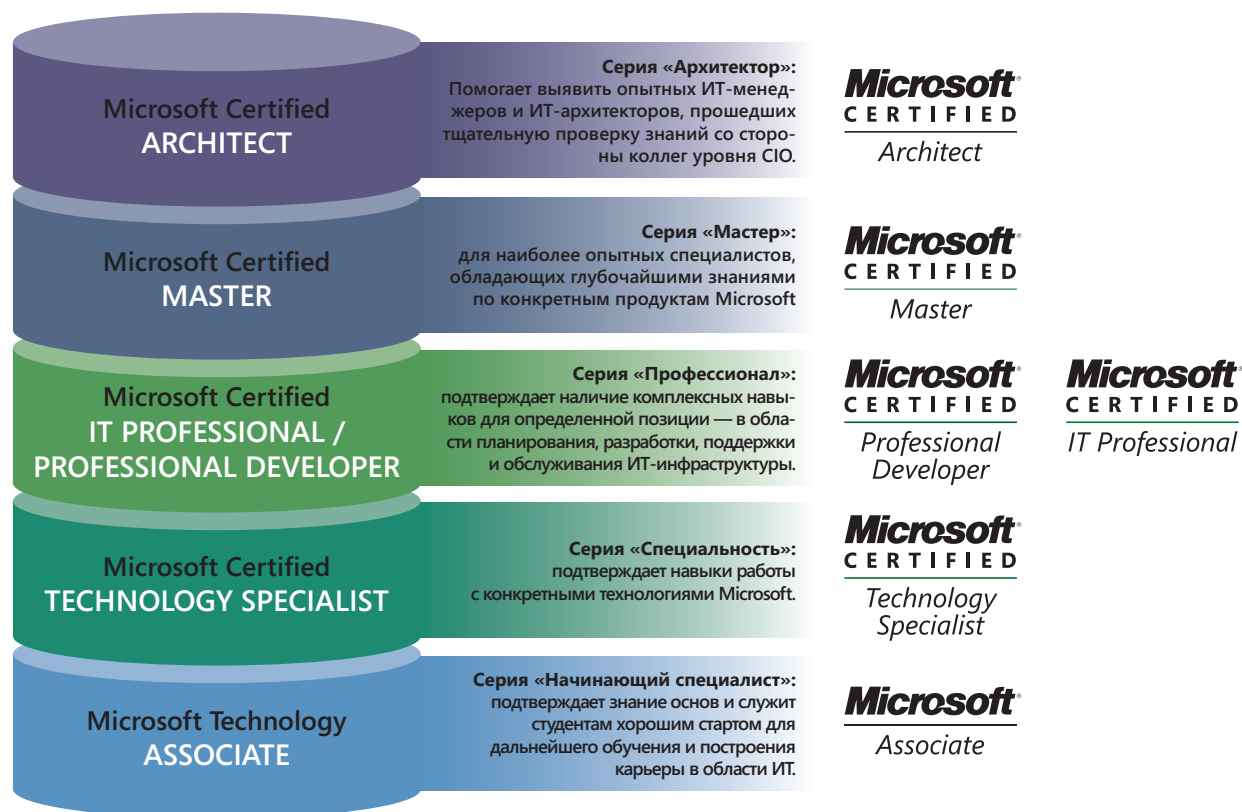 Microsoft Certified
ARCHITECT
Серия «Архитектор»:
Помогает выявить опытных ИТ-менед-
жеров и ИТ-архитекторов, прошедших
тщательную проверку знаний со сторо-
ны коллег уровня CIO.
Microsoft®
CERTIFIED
Architect
Microsoft Certified
MASTER
Серия «Мастер»:
для наиболее опытных специалистов,
обладающих глубочайшими знаниями
по конкретным продуктам Microsoft
Microsoft®
CERTIFIED
Master
Microsoft Certified
IT PROFESSIONAL /
PROFESSIONAL DEVELOPER
Серия «Профессионал»:
подтверждает наличие комплексных навы-
ков для определенной позиции — в обла-
сти планирования, разработки, поддержки
и обслуживания ИТ-инфраструктуры.
Microsoft®
CERTIFIED
Professional
Developer
Microsoft®
CERTIFIED
IT Professional
Microsoft Certified
TECHNOLOGY SPECIALIST
Серия «Специальность»:
подтверждает навыки работы
с конкретными технологиями Microsoft.
Microsoft®
CERTIFIED
Technology
Specialist
Microsoft Technology
ASSOCIATE
Серия «Начинающий специалист»:
подтверждает знание основ и служит
студентам хорошим стартом для
дальнейшего обучения и построения
карьеры в области ИТ.
Microsoft®
Associate